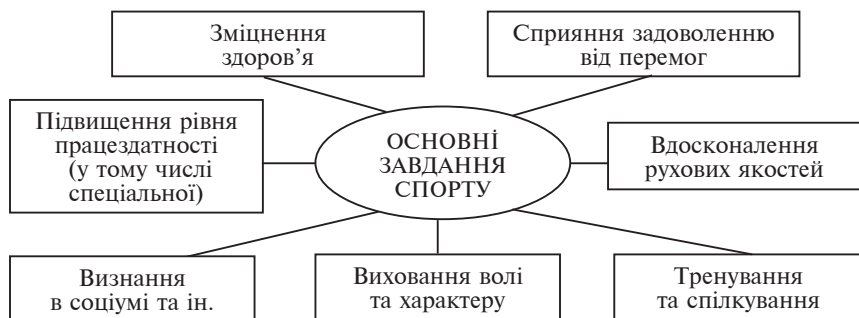 Зміцнення
здоров’я
Сприяння задоволенню
від перемог
Підвищення рівня
працездатності
(у тому числі
спеціальної)
ОСНОВНІ
ЗАВДАННЯ
СПОРТУ
Вдосконалення
рухових якостей
Визнання
в соціумі та ін.
Виховання волі
та характеру
Тренування
та спілкування